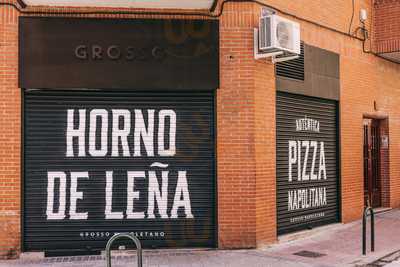 GROSSO
HORNO
DE LEÑA
GROSSO NAPOLETANO
AUTÉNTICA
PIZZA
NAPOLITANA
GROSSO NAPOLETANO